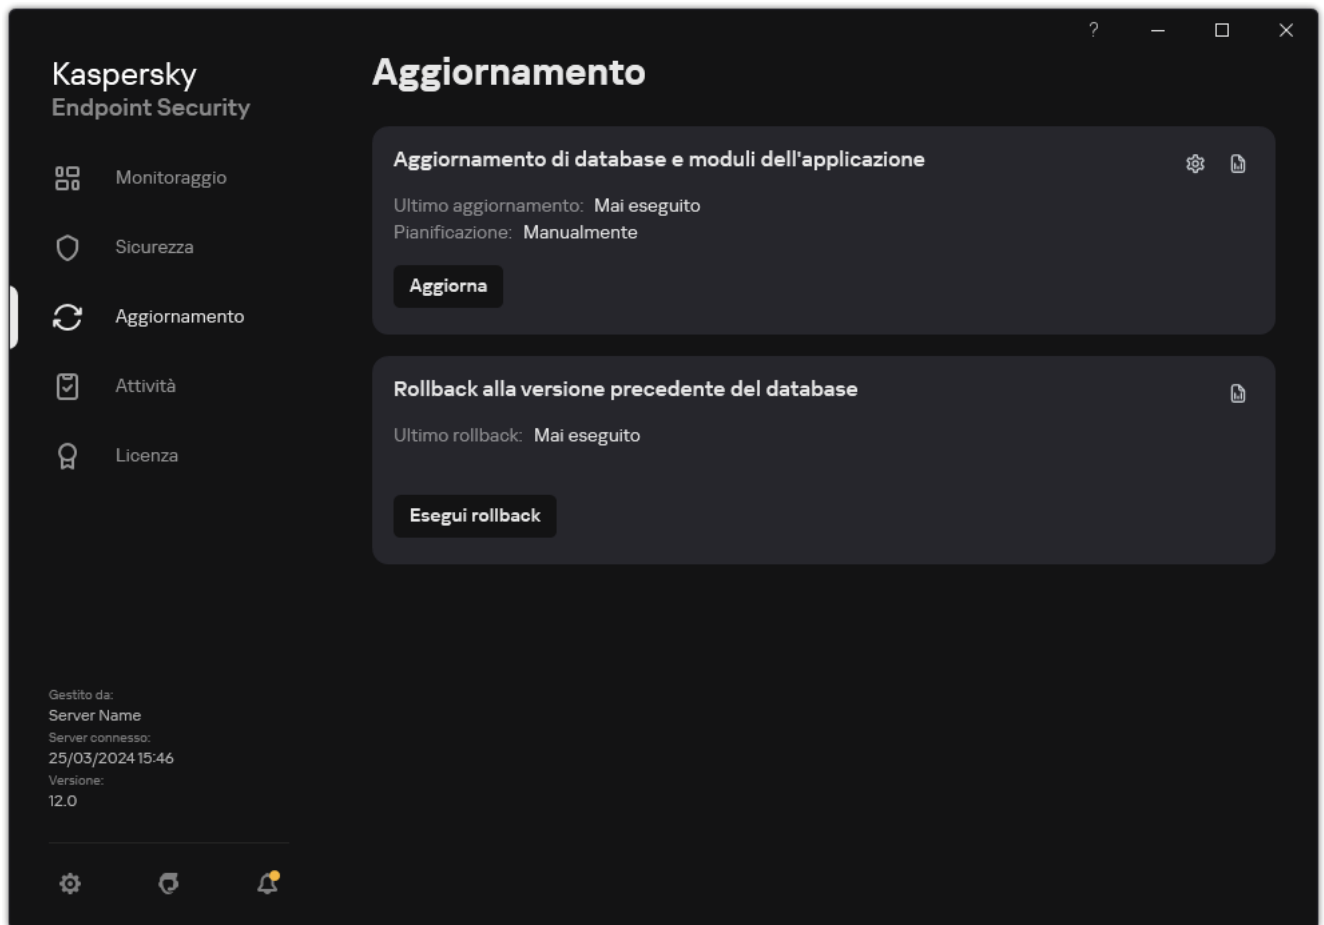 ?
Kaspersky
Endpoint Security
Monitoraggio
Sicurezza
Aggiornamento
Attività
Licenza
Gestito da:
Server Name
Server connesso:
25/03/2024 15:46
Versione:
12.0
Aggiornamento
Aggiornamento di database e moduli dell'applicazione
Ultimo aggiornamento: Mai eseguito
Pianificazione: Manualmente
Aggiorna
Rollback alla versione precedente del database
Ultimo rollback: Mai eseguito
Esegui rollback